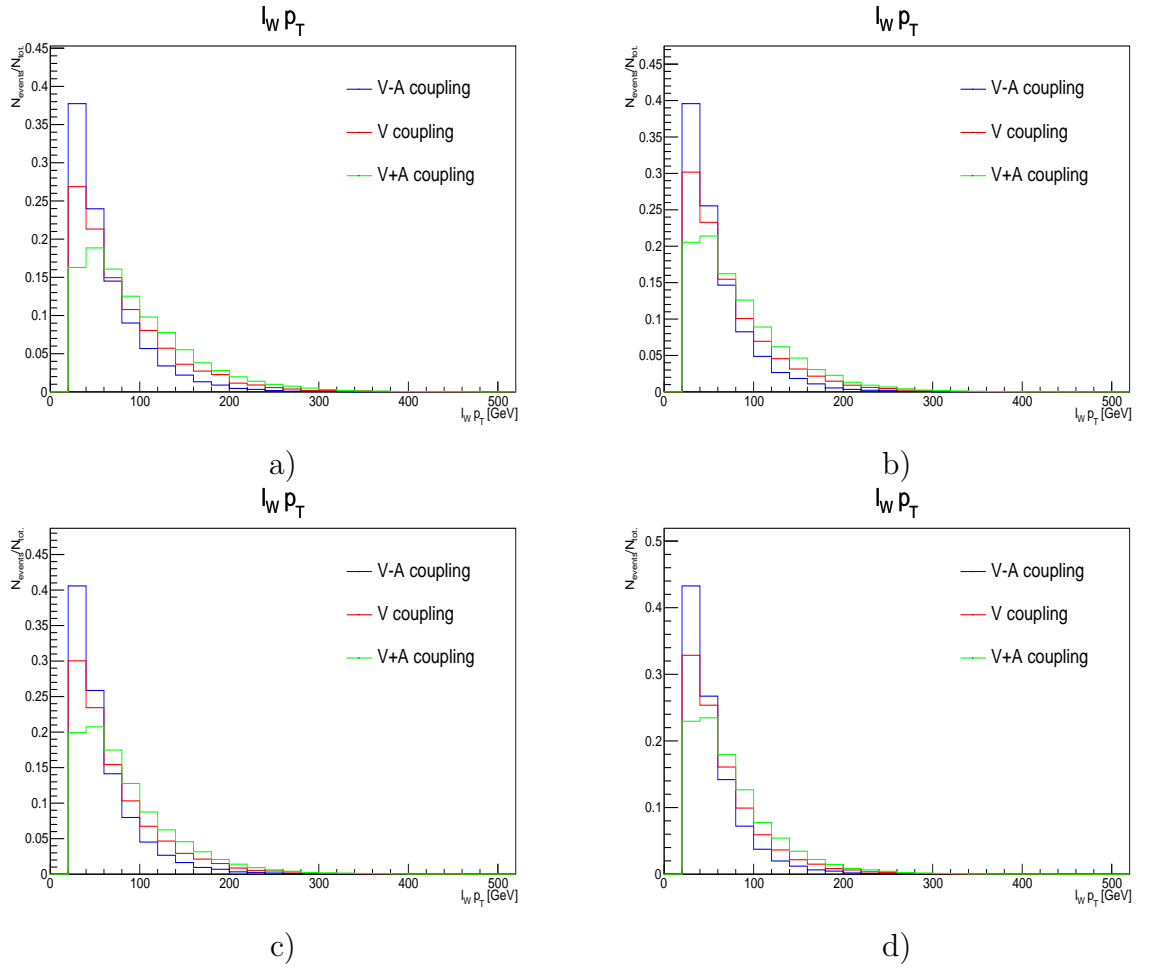 l_W p_T
N_events/N_tot.
0.45
0.4
0.35
0.3
0.25
0.2
0.15
0.1
0.05
0
V-A coupling
V coupling
V+A coupling
0 100 200 300 400 500
l_W p_T [GeV]
a)
l_W p_T
N_events/N_tot.
0.45
0.4
0.35
0.3
0.25
0.2
0.15
0.1
0.05
0
V-A coupling
V coupling
V+A coupling
0 100 200 300 400 500
l_W p_T [GeV]
b)
l_W p_T
N_events/N_tot.
0.45
0.4
0.35
0.3
0.25
0.2
0.15
0.1
0.05
0
V-A coupling
V coupling
V+A coupling
0 100 200 300 400 500
l_W p_T [GeV]
c)
l_W p_T
N_events/N_tot.
0.5
0.4
0.3
0.2
0.1
0
V-A coupling
V coupling
V+A coupling
0 100 200 300 400 500
l_W p_T [GeV]
d)